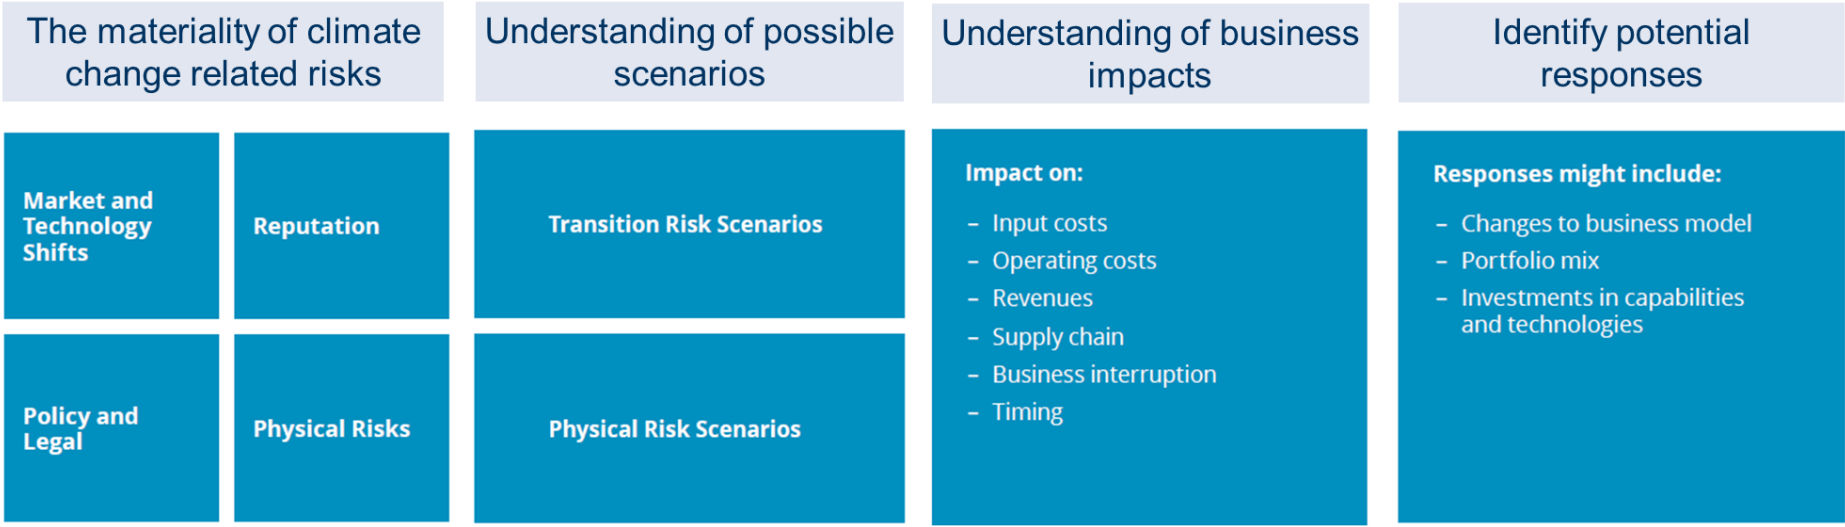 The materiality of climate
change related risks
Understanding of possible
scenarios
Understanding of business
impacts
Identify potential
responses
Market and
Technology
Shifts
Reputation
Policy and
Legal
Physical Risks
Transition Risk Scenarios
Physical Risk Scenarios
Impact on:
– Input costs
– Operating costs
– Revenues
– Supply chain
– Business interruption
– Timing
Responses might include:
– Changes to business model
– Portfolio mix
– Investments in capabilities
and technologies